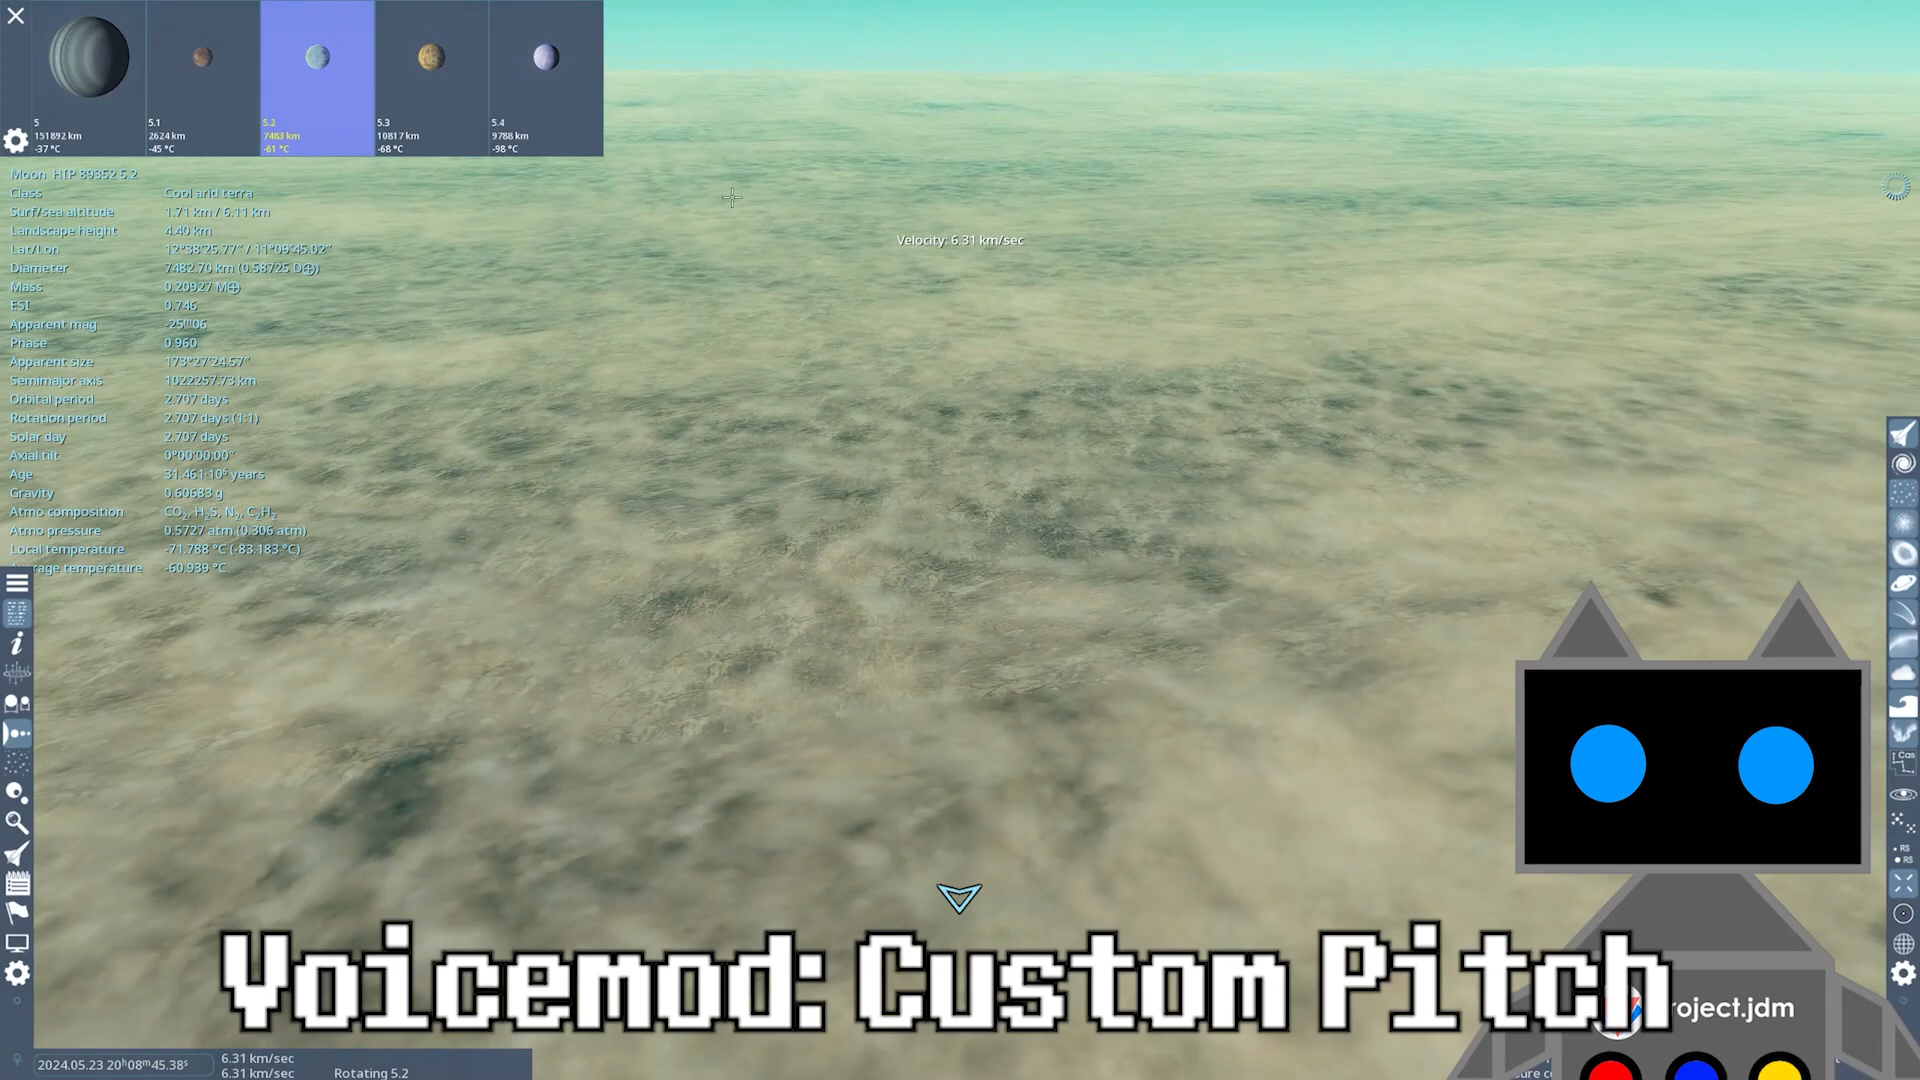 5
151892 km
-37 °C
5.1
2624 km
-45 °C
5.2
7483 km
-61 °C
5.3
10817 km
-68 °C
5.4
9788 km
-98 °C
Moon HIP 89352 5.2
Class Cool arid terra
Surf/sea altitude 1.71 km / 6.11 km
Landscape height 4.40 km
Lat/Lon 12°38'25.77" / 11°09'45.02"
Diameter 7482.70 km (0.58725 D⊕)
Mass 0.20927 M⊕
ESI 0.746
Apparent mag -25ᵐ06
Phase 0.960
Apparent size 173°27'24.57"
Semimajor axis 1022257.73 km
Orbital period 2.707 days
Rotation period 2.707 days (1:1)
Solar day 2.707 days
Axial tilt 0°00'00.00"
Age 31.461·10⁶ years
Gravity 0.60683 g
Atmo composition CO₂, H₂S, N₂, C₂H₂
Atmo pressure 0.5727 atm (0.306 atm)
Local temperature -71.788 °C (-83.183 °C)
rage temperature -60.939 °C
Velocity: 6.31 km/sec
Cas
RS
RS
Voicemod: Custom Pitch
roject.jdm
2024.05.23 20ʰ08ᵐ45.38ˢ
6.31 km/sec
6.31 km/sec Rotating 5.2